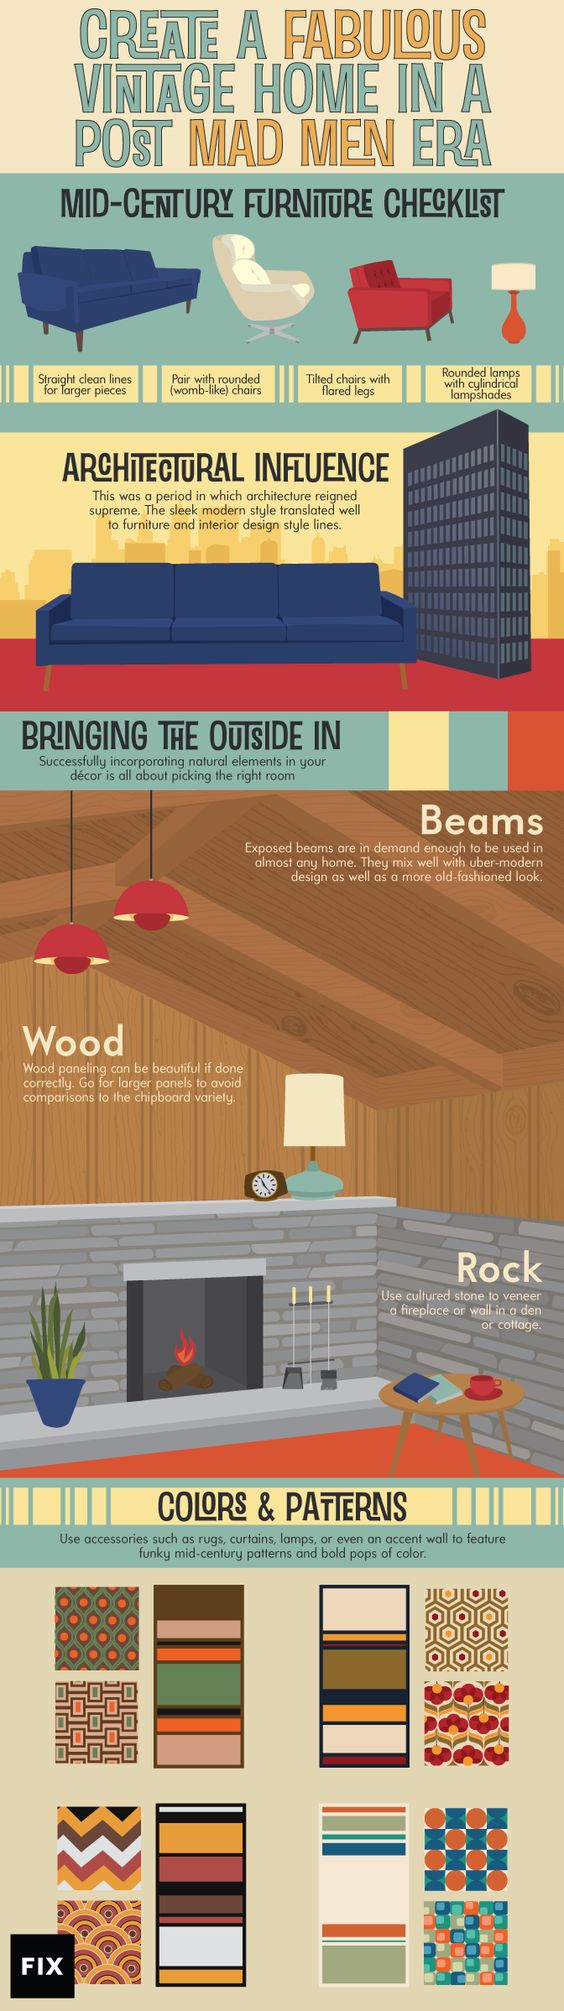 CREATE A FABULOUS
VINTAGE HOME IN A
POST MAD MEN ERA
MID-CENTURY FURNITURE CHECKLIST
Straight clean lines
for larger pieces
Pair with rounded
(womb-like) chairs
Tilted chairs with
flared legs
Rounded lamps
with cylindrical
lampshades
ARCHITECTURAL INFLUENCE
This was a period in which architecture reigned
supreme. The sleek modern style translated well
to furniture and interior design style lines.
BRINGING THE OUTSIDE IN
Successfully incorporating natural elements in your
décor is all about picking the right room
Beams
Exposed beams are in demand enough to be used in
almost any home. They mix well with uber-modern
design as well as a more old-fashioned look.
Wood
Wood paneling can be beautiful if done
correctly. Go for larger panels to avoid
comparisons to the chipboard variety.
Rock
Use cultured stone to veneer
a fireplace or wall in a den
or cottage.
COLORS & PATTERNS
Use accessories such as rugs, curtains, lamps, or even an accent wall to feature
funky mid-century patterns and bold pops of color.
FIX